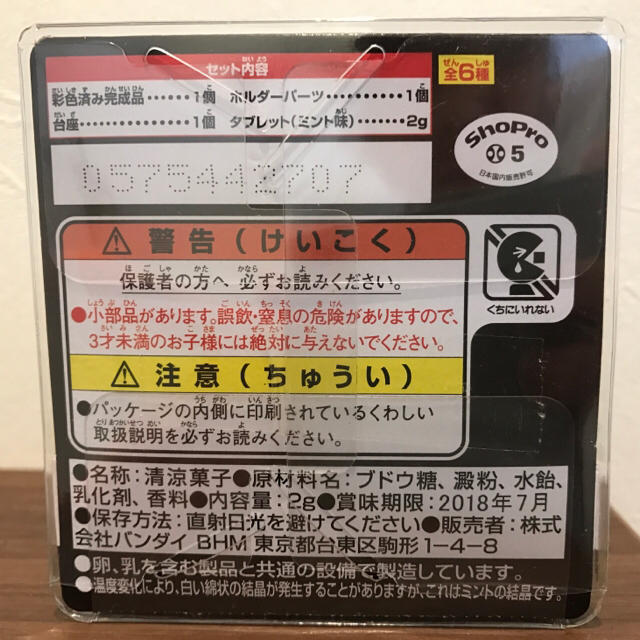 セット内容
全6種
彩色済み完成品……1個 ホルダーパーツ…………1個
台座……………1個 タブレット(ミント味)……2g
ShoPro
5
日本国内販売許可
0575442707
警告(けいこく)
保護者の方へ 必ずお読みください。
くちにいれない
●小部品があります。誤飲・窒息の危険がありますので、
3才未満のお子様には絶対に与えないでください。
注意(ちゅうい)
●パッケージの内側に印刷されているくわしい
取扱説明を必ずお読みください。
●名称:清涼菓子●原材料名:ブドウ糖、澱粉、水飴、
乳化剤、香料●内容量:2g●賞味期限:2018年7月
●保存方法:直射日光を避けてください●販売者:株式
会社バンダイ BHM 東京都台東区駒形1-4-8
●卵、乳を含む製品と共通の設備で製造しています。
●温度変化により、白い綿状の結晶が発生することがありますが、これはミントの結晶です。